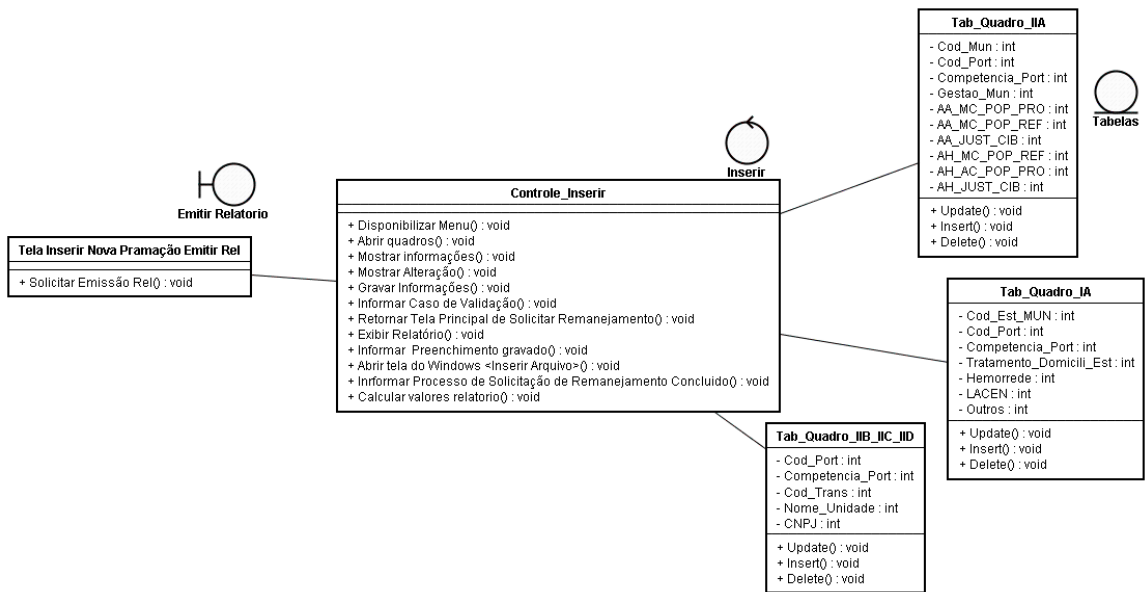 Emitir Relatorio
Tela Inserir Nova Pramação Emitir Rel
+ Solicitar Emissão Rel() : void
Inserir
Controle_Inserir
+ Disponibilizar Menu() : void
+ Abrir quadros() : void
+ Mostrar informações() : void
+ Mostrar Alteração() : void
+ Gravar Informações() : void
+ Informar Caso de Validação() : void
+ Retornar Tela Principal de Solicitar Remanejamento() : void
+ Exibir Relatório() : void
+ Informar Preenchimento gravado() : void
+ Abrir tela do Windows <Inserir Arquivo>() : void
+ Inrformar Processo de Solicitação de Remanejamento Concluido() : void
+ Calcular valores relatorio() : void
Tab_Quadro_IIA
- Cod_Mun : int
- Cod_Port : int
- Competencia_Port : int
- Gestao_Mun : int
- AA_MC_POP_PRO : int
- AA_MC_POP_REF : int
- AA_JUST_CIB : int
- AH_MC_POP_REF : int
- AH_AC_POP_PRO : int
- AH_JUST_CIB : int
+ Update() : void
+ Insert() : void
+ Delete() : void
Tabelas
Tab_Quadro_IA
- Cod_Est_MUN : int
- Cod_Port : int
- Competencia_Port : int
- Tratamento_Domicili_Est : int
- Hemorrede : int
- LACEN : int
- Outros : int
+ Update() : void
+ Insert() : void
+ Delete() : void
Tab_Quadro_IIB_IIC_IID
- Cod_Port : int
- Competencia_Port : int
- Cod_Trans : int
- Nome_Unidade : int
- CNPJ : int
+ Update() : void
+ Insert() : void
+ Delete() : void